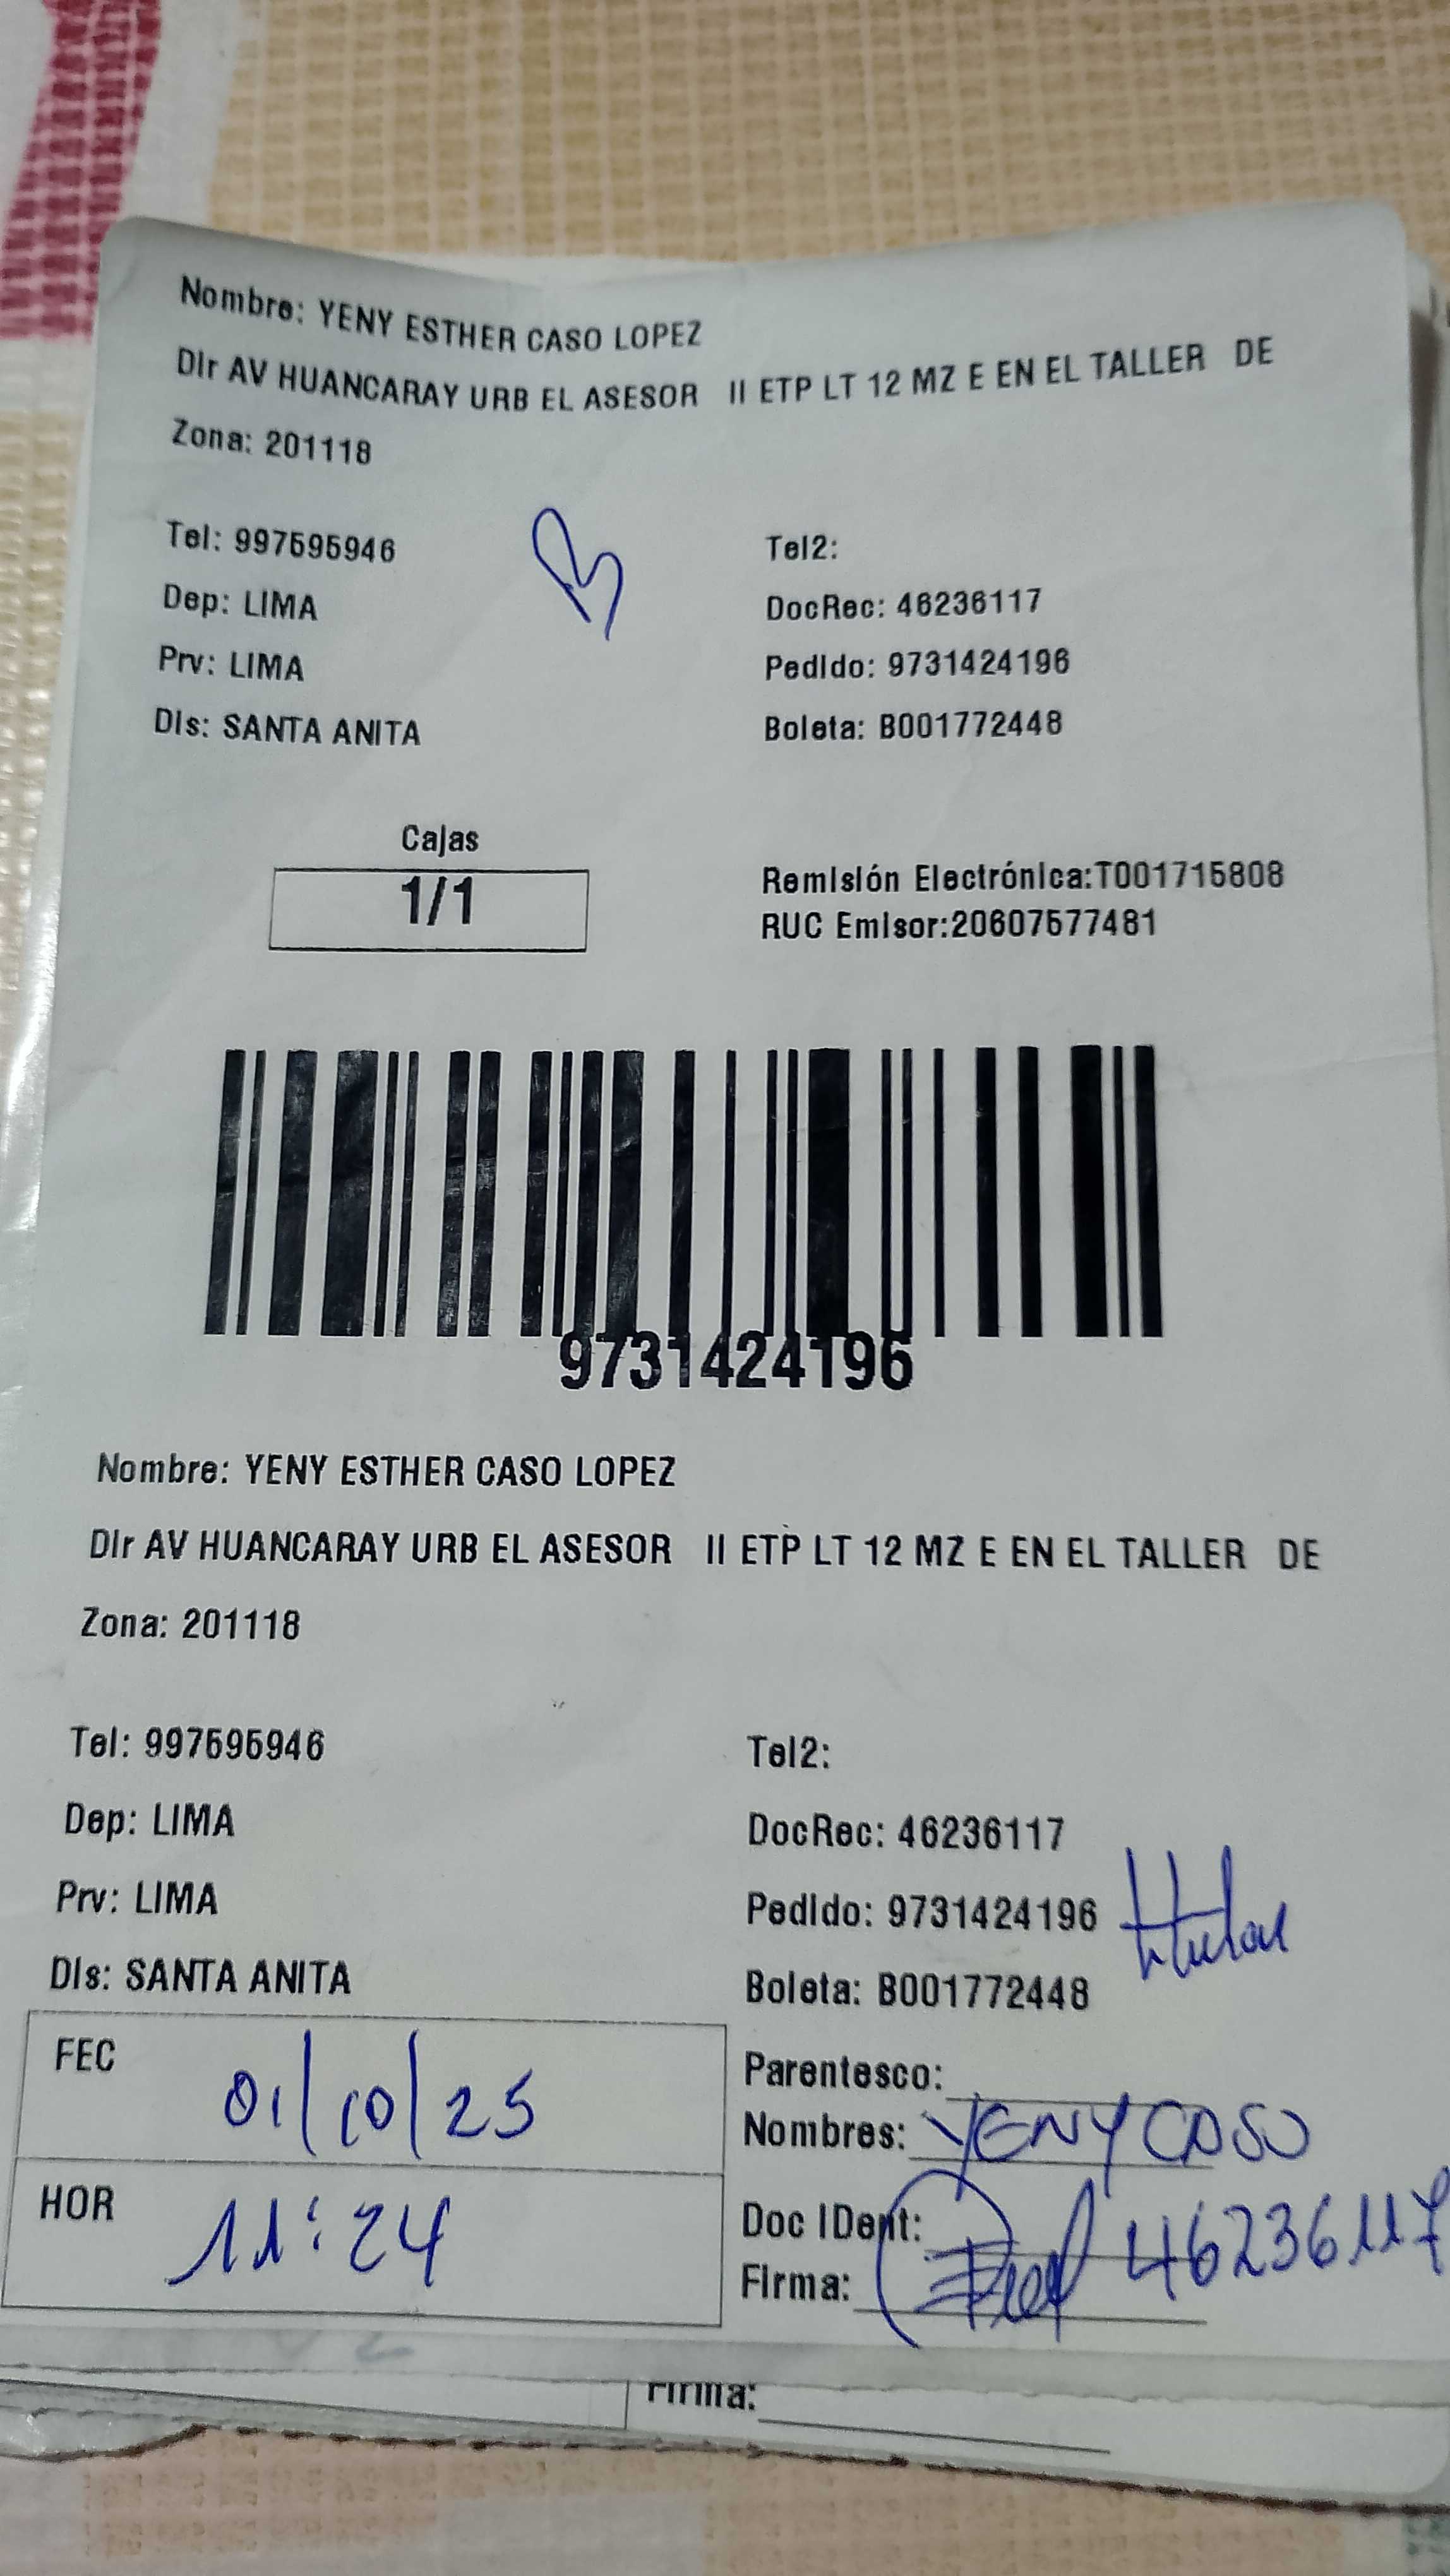 Nombre: YENY ESTHER CASO LOPEZ
Dir AV HUANCARAY URB EL ASESOR II ETP LT 12 MZ E EN EL TALLER DE
Zona: 201118
Tel: 997595946
Tel2:
Dep: LIMA
DocRec: 46236117
Prv: LIMA
Pedido: 9731424196
Dis: SANTA ANITA
Boleta: B001772448
Cajas
1/1
Remisión Electrónica:T001715808
RUC Emisor:20607577481
9731424196
Nombre: YENY ESTHER CASO LOPEZ
Dir AV HUANCARAY URB EL ASESOR II ETP LT 12 MZ E EN EL TALLER DE
Zona: 201118
Tel: 997595946
Tel2:
Dep: LIMA
DocRec: 46236117
Prv: LIMA
Pedido: 9731424196 titular
Dis: SANTA ANITA
Boleta: B001772448
FEC 01/10/25
Parentesco:
Nombres: YENY CASO
HOR 11:24
Doc IDent: 46236117
Firma:
Firma: